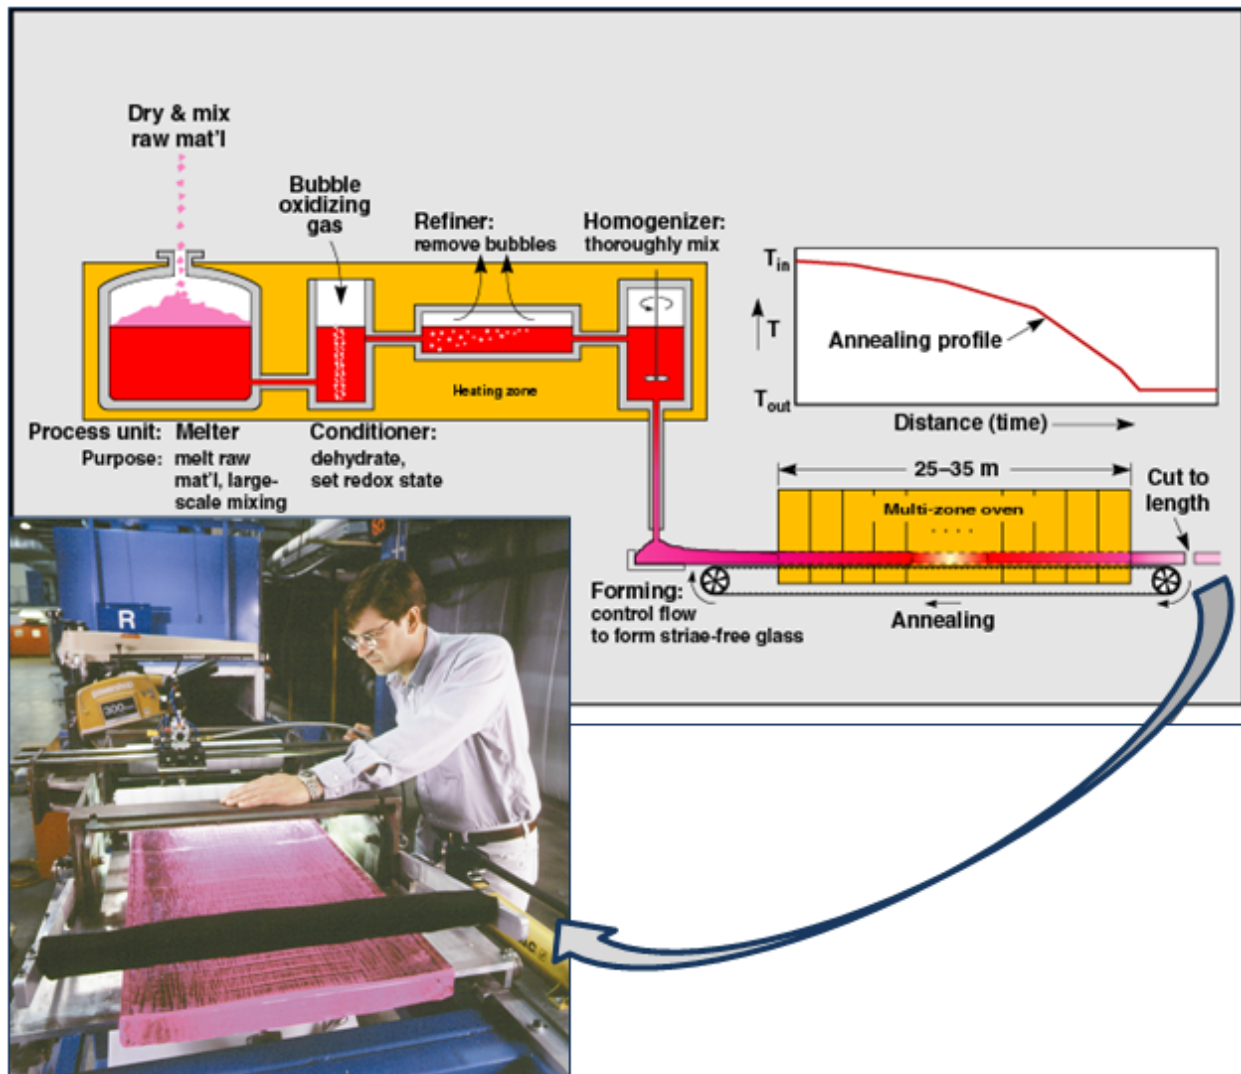 Dry & mix
raw mat'l
Bubble
oxidizing
gas
Refiner:
remove bubbles
Homogenizer:
thoroughly mix
Heating zone
Process unit: Melter
Purpose: melt raw
mat'l, large-
scale mixing
Conditioner:
dehydrate,
set redox state
Tin
T
Annealing profile
Tout
Distance (time)
25–35 m
Multi-zone oven
Cut to
length
Forming:
control flow
to form striae-free glass
Annealing
R
300